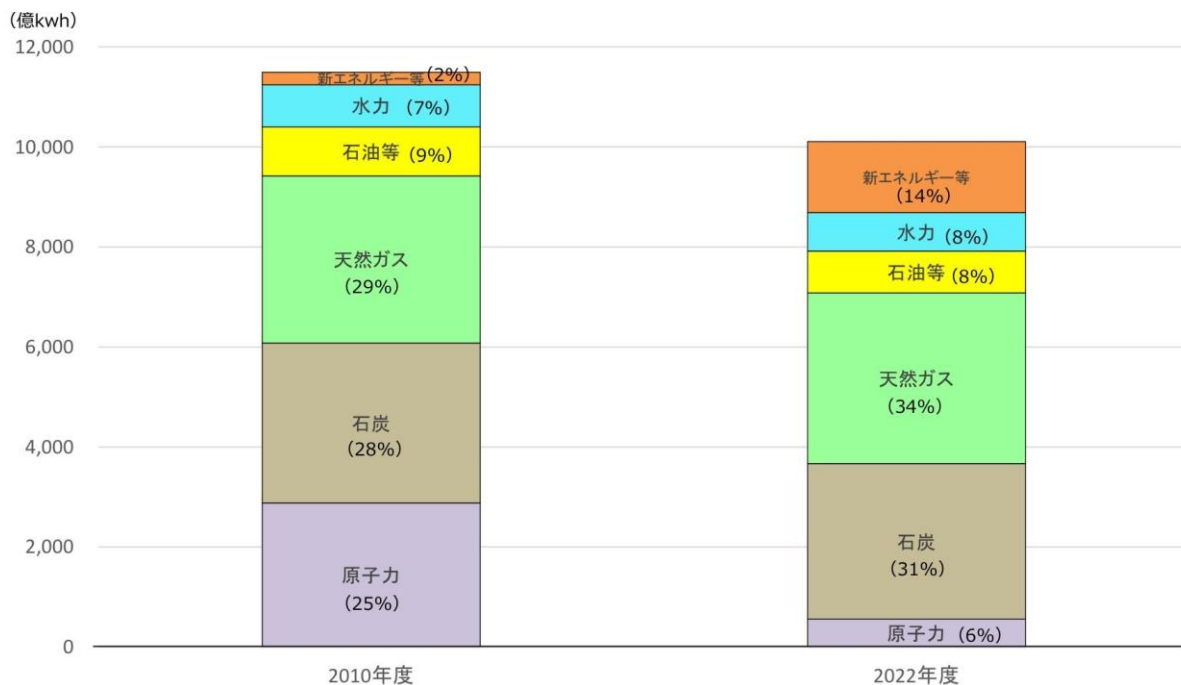 (億kwh)
12,000
10,000
8,000
6,000
4,000
2,000
0
新エネルギー等(2%)
水力 (7%)
石油等 (9%)
天然ガス
(29%)
石炭
(28%)
原子力
(25%)
2010年度
新エネルギー等
(14%)
水力 (8%)
石油等 (8%)
天然ガス
(34%)
石炭
(31%)
原子力 (6%)
2022年度